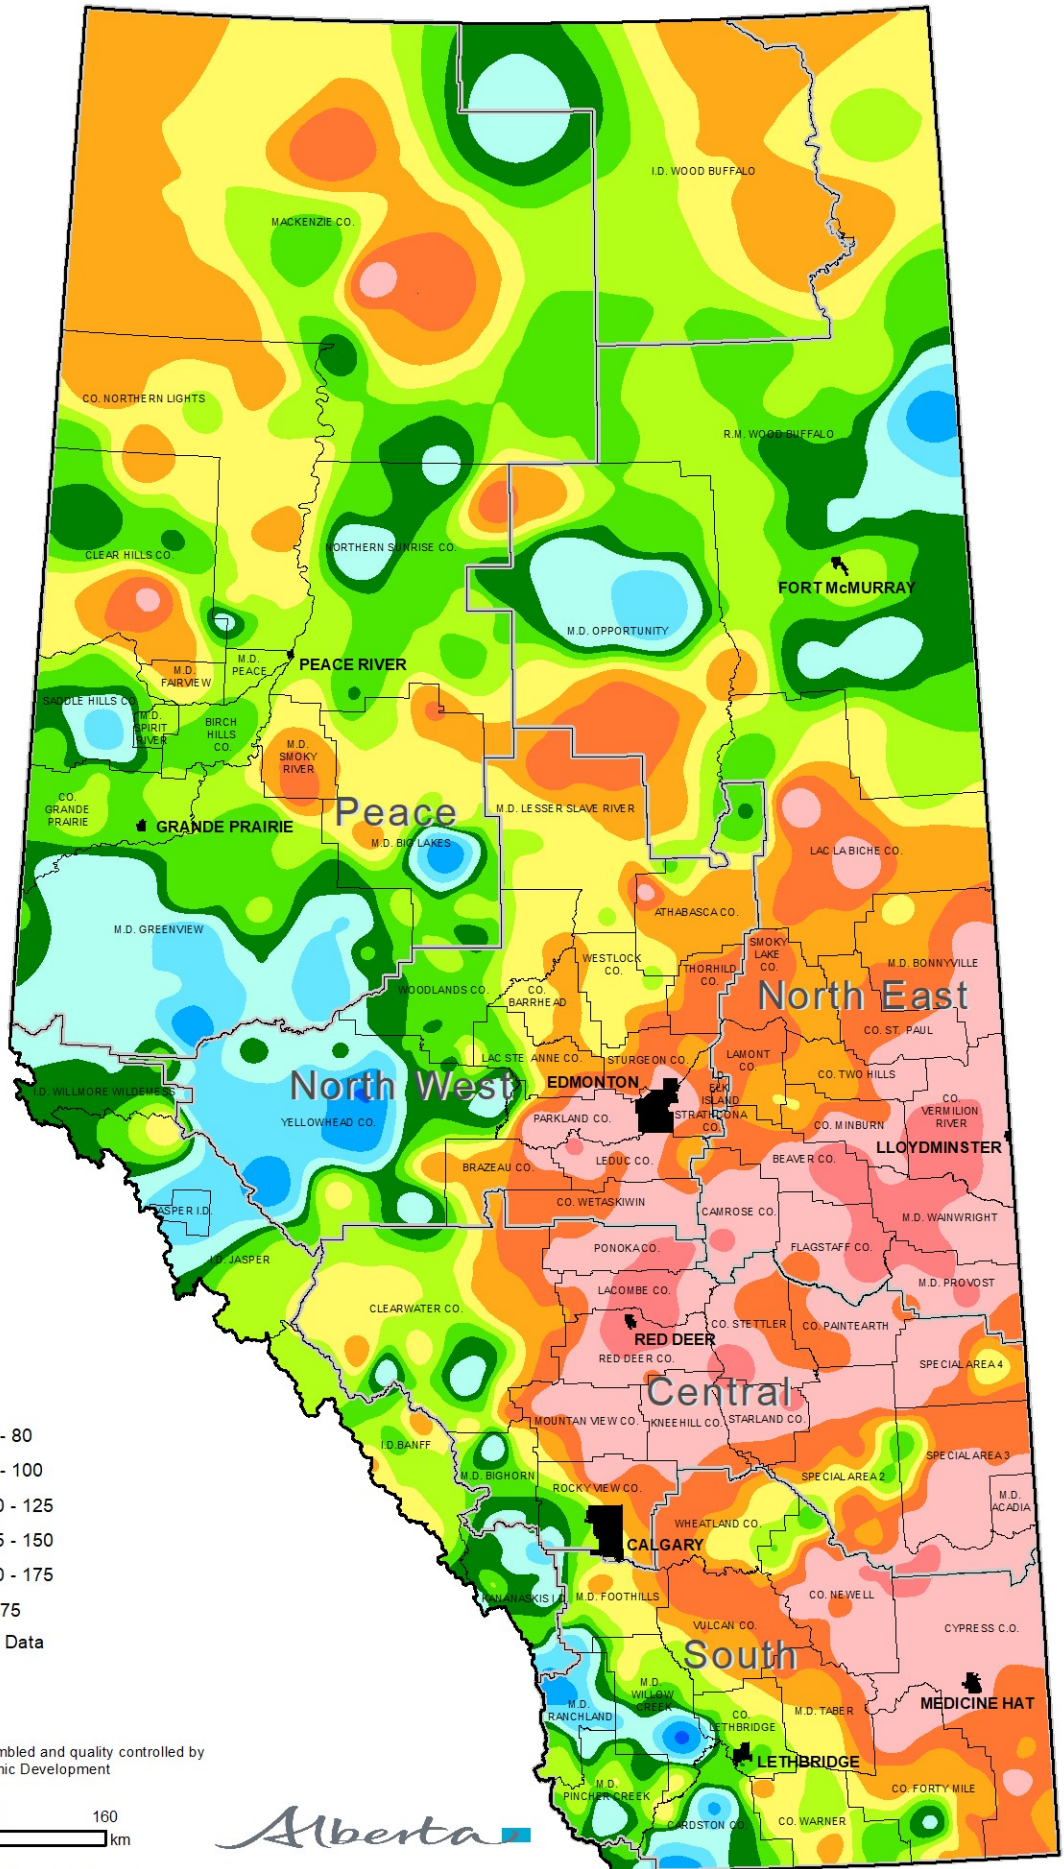 I.D. WOOD BUFFALO
MACKENZIE CO.
CO. NORTHERN LIGHTS
R.M. WOOD BUFFALO
CLEAR HILLS CO.
NORTHERN SUNRISE CO.
FORT McMURRAY
M.D. OPPORTUNITY
M.D.
FAIRVIEW
M.D.
PEACE
PEACE RIVER
SADDLE HILLS CO
M.D.
SPIRIT
RIVER
BIRCH
HILLS
CO.
M.D.
SMOKY
RIVER
CO.
GRANDE
PRAIRIE
GRANDE PRAIRIE
Peace
M.D. LESSER SLAVE RIVER
M.D. BIG LAKES
LAC LA BICHE CO.
M.D. GREENVIEW
ATHABASCA CO.
WESTLOCK
CO.
THORHILD
CO.
SMOKY
LAKE
CO.
M.D. BONNYVILLE
WOODLANDS CO.
CO.
BARRHEAD
North East
CO. ST. PAUL
LAC STE ANNE CO.
STURGEON CO.
LAMONT
CO.
CO. TWO HILLS
North West
EDMONTON
I.D. WILLMORE WILDERNESS
I.D.
ELK
ISLAND
YELLOWHEAD CO.
PARKLAND CO.
STRATHCONA
CO.
CO. MINBURN
CO.
VERMILION
RIVER
LLOYDMINSTER
BRAZEAU CO.
LEDUC CO.
BEAVER CO.
JASPER I.D.
CO. WETASKIWIN
CAMROSE CO.
M.D. WAINWRIGHT
I.D. JASPER
PONOKA CO.
FLAGSTAFF CO.
LACOMBE CO.
M.D. PROVOST
CLEARWATER CO.
RED DEER
CO. STETTLER
CO. PAINTEARTH
RED DEER CO.
SPECIAL AREA 4
Central
MOUNTAN VIEW CO.
KNEEHILL CO.
STARLAND CO.
- 80
I.D.BANFF
SPECIAL AREA 3
- 100
M.D. BIGHORN
SPECIAL AREA 2
ROCKY VIEW CO.
M.D.
ACADIA
- 125
WHEATLAND CO.
- 150
CALGARY
- 175
KANANASKIS I.D.
M.D. FOOTHILLS
CO. NEWELL
75
VULCAN CO.
CYPRESS C.O.
Data
South
M.D.
WILLOW
CREEK
MEDICINE HAT
M.D.
RANCHLAND
CO.
LETHBRIDGE
M.D. TABER
mbled and quality controlled by
nic Development
LETHBRIDGE
M.D.
PINCHER CREEK
CO. FORTY MILE
160
km
Alberta
CARDSTON CO.
CO. WARNER